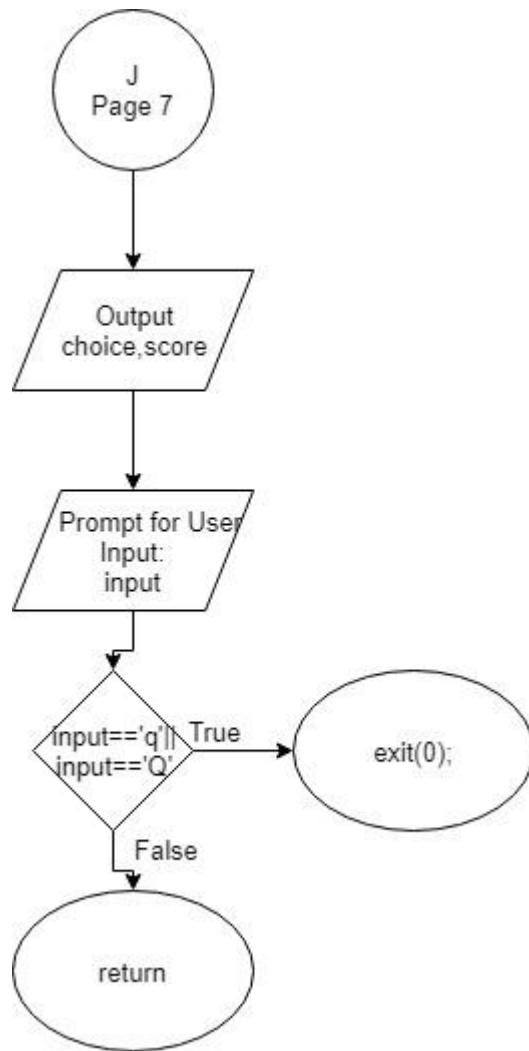 J
Page 7
Output
choice,score
Prompt for User
Input:
input
input=='q'||
input=='Q'
True
exit(0);
False
return